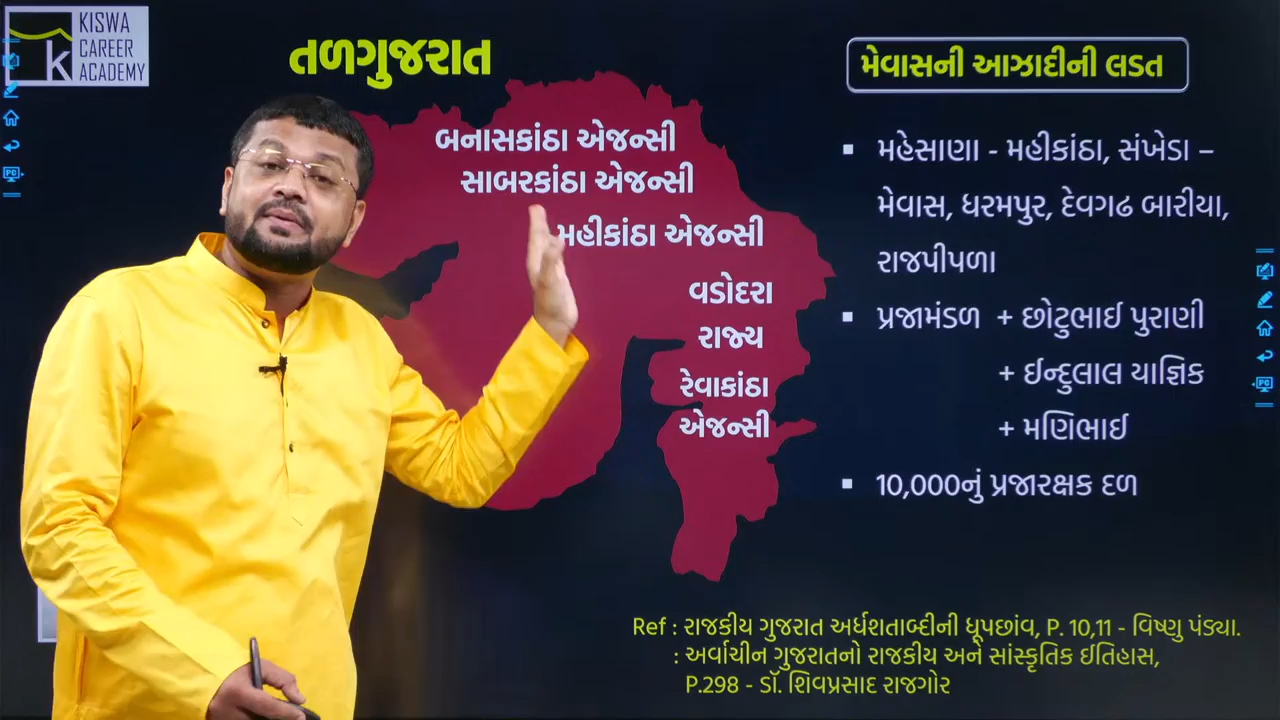 KISWA
CAREER
ACADEMY
k
તળગુજરાત
બનાસકાંઠા એજન્સી
સાબરકાંઠા એજન્સી
મહીકાંઠા એજન્સી
વડોદરા
રાજ્ય
રેવાકાંઠા
એજન્સી
મેવાસની આઝાદીની લડત
▪ મહેસાણા - મહીકાંઠા, સંખેડા –
મેવાસ, ધરમપુર, દેવગઢ બારીયા,
રાજપીપળા
▪ પ્રજામંડળ + છોટુભાઈ પુરાણી
+ ઈન્દુલાલ યાજ્ઞિક
+ મણિભાઈ
▪ 10,000નું પ્રજારક્ષક દળ
Ref : રાજકીય ગુજરાત અર્ધશતાબ્દીની ધૂપછાંવ, P. 10,11 - વિષ્ણુ પંડ્યા.
: અર્વાચીન ગુજરાતનો રાજકીય અને સાંસ્કૃતિક ઈતિહાસ,
P.298 - ડૉ. શિવપ્રસાદ રાજગોર